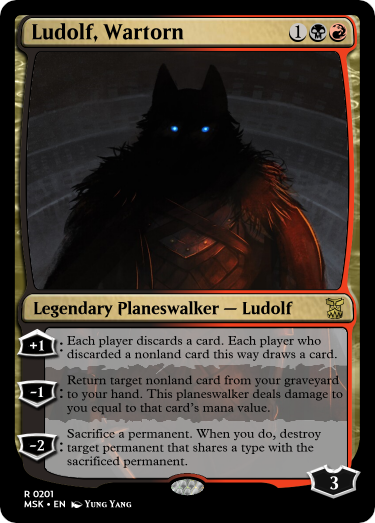 Ludolf, Wartorn 1
Legendary Planeswalker — Ludolf
+1: Each player discards a card. Each player who
discarded a nonland card this way draws a card.
-1: Return target nonland card from your graveyard
to your hand. This planeswalker deals damage to
you equal to that card's mana value.
-2: Sacrifice a permanent. When you do, destroy
target permanent that shares a type with the
sacrificed permanent.
3
R 0201
MSK • EN Yung Yang